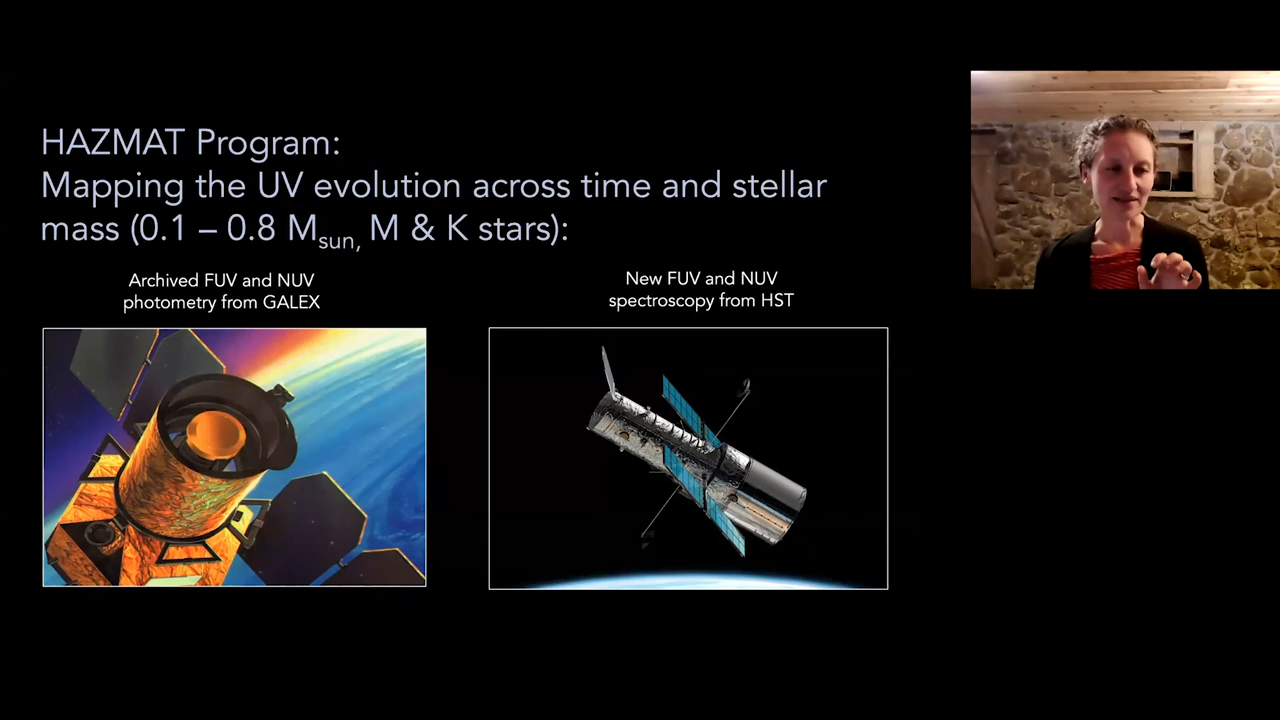 HAZMAT Program:
Mapping the UV evolution across time and stellar
mass (0.1 – 0.8 Msun, M & K stars):
Archived FUV and NUV
photometry from GALEX
New FUV and NUV
spectroscopy from HST